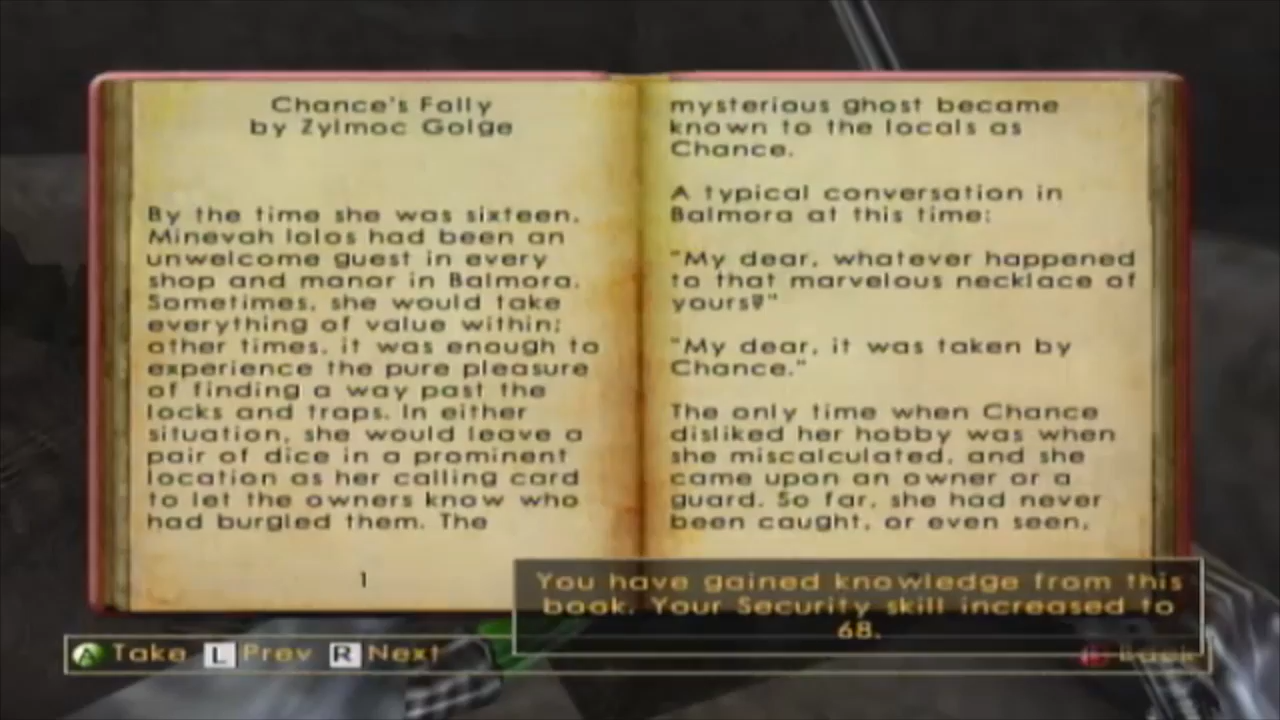 Chance's Folly
by Zylmoc Golge
By the time she was sixteen,
Minevah Iolos had been an
unwelcome guest in every
shop and manor in Balmora.
Sometimes, she would take
everything of value within;
other times, it was enough to
experience the pure pleasure
of finding a way past the
locks and traps. In either
situation, she would leave a
pair of dice in a prominent
location as her calling card
to let the owners know who
had burgled them. The
1
mysterious ghost became
known to the locals as
Chance.
A typical conversation in
Balmora at this time:
"My dear, whatever happened
to that marvelous necklace of
yours?"
"My dear, it was taken by
Chance."
The only time when Chance
disliked her hobby was when
she miscalculated, and she
came upon an owner or a
guard. So far, she had never
been caught, or even seen,
You have gained knowledge from this
book. Your Security skill increased to
68.
A Take L Prev R Next
B Back